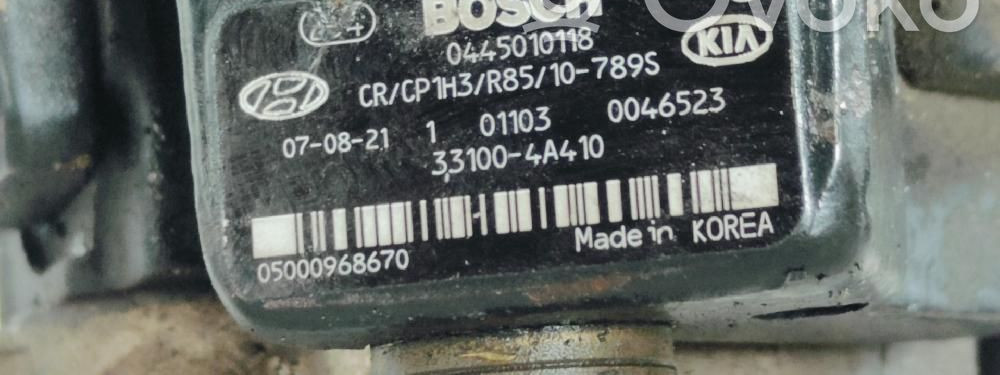 BOSCH
Ovoko
0445010118
KIA
CR/CP1H3/R85/10-789S
07-08-21 1 01103 0046523
33100-4A410
Made in KOREA
05000968670